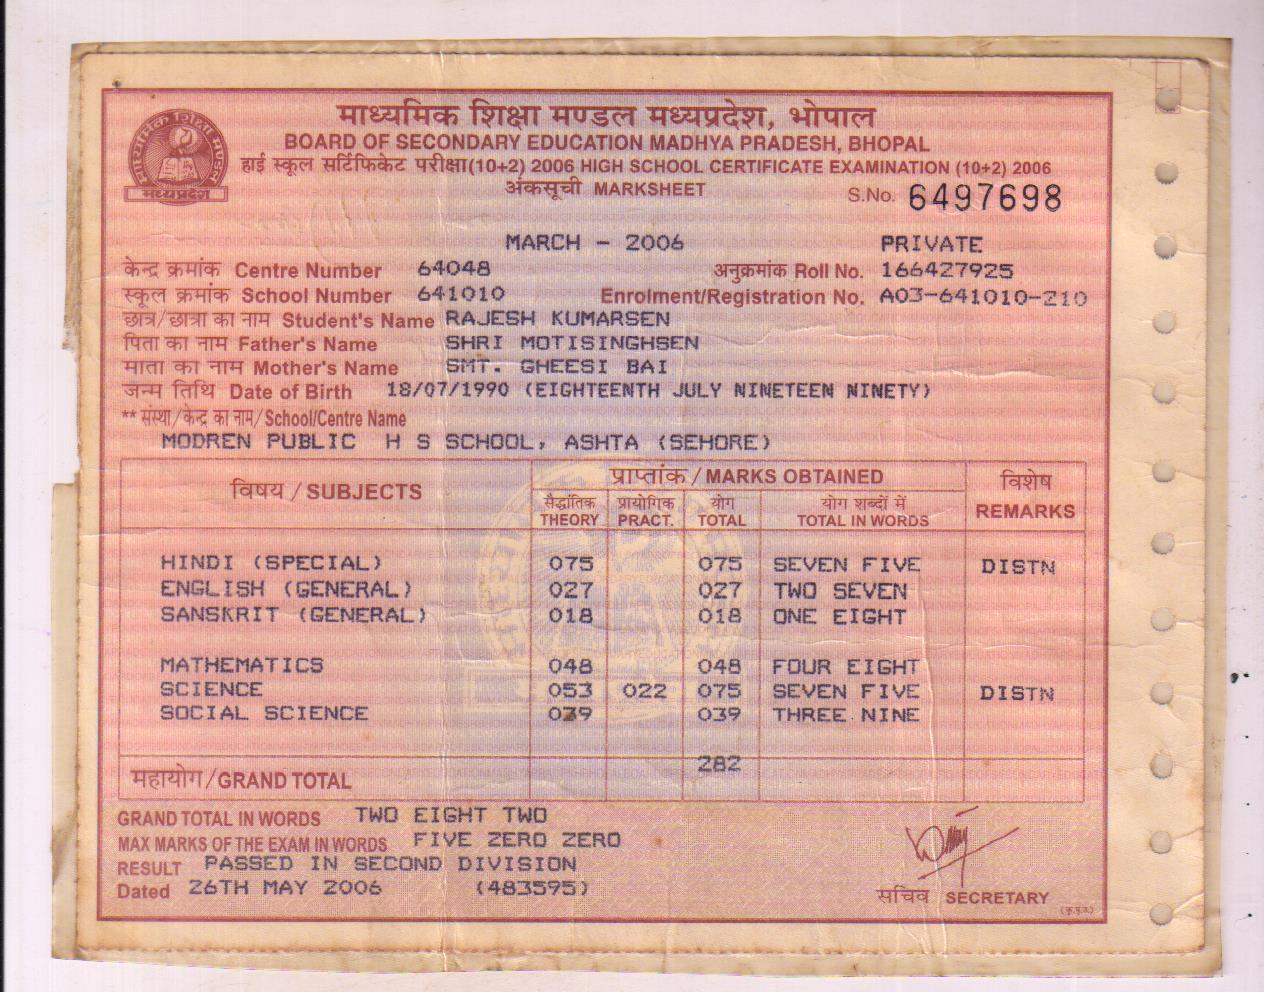 माध्यमिक शिक्षा मण्डल मध्यप्रदेश, भोपाल
BOARD OF SECONDARY EDUCATION MADHYA PRADESH, BHOPAL
हाई स्कूल सर्टिफिकेट परीक्षा(10+2) 2006 HIGH SCHOOL CERTIFICATE EXAMINATION (10+2) 2006
अंकसूची MARKSHEET S.No. 6497698
मध्यप्रदेश
MARCH - 2006 PRIVATE
केन्द्र क्रमांक Centre Number 64048 अनुक्रमांक Roll No. 166427925
स्कूल क्रमांक School Number 641010 Enrolment/Registration No. A03-641010-210
छात्र/छात्रा का नाम Student's Name RAJESH KUMARSEN
पिता का नाम Father's Name SHRI MOTISINGHSEN
माता का नाम Mother's Name SMT. GHEESI BAI
जन्म तिथि Date of Birth 18/07/1990 (EIGHTEENTH JULY NINETEEN NINETY)
** संस्था/केन्द्र का नाम/School/Centre Name
MODREN PUBLIC H S SCHOOL, ASHTA (SEHORE)
विषय / SUBJECTS प्राप्तांक / MARKS OBTAINED विशेष REMARKS
सैद्धांतिक THEORY प्रायोगिक PRACT. योग TOTAL योग शब्दों में TOTAL IN WORDS
HINDI (SPECIAL) 075 075 SEVEN FIVE DISTN
ENGLISH (GENERAL) 027 027 TWO SEVEN
SANSKRIT (GENERAL) 018 018 ONE EIGHT
MATHEMATICS 048 048 FOUR EIGHT
SCIENCE 053 022 075 SEVEN FIVE DISTN
SOCIAL SCIENCE 039 039 THREE NINE
महायोग/GRAND TOTAL 282
GRAND TOTAL IN WORDS TWO EIGHT TWO
MAX MARKS OF THE EXAM IN WORDS FIVE ZERO ZERO
RESULT PASSED IN SECOND DIVISION
Dated 26TH MAY 2006 (483595)
सचिव SECRETARY